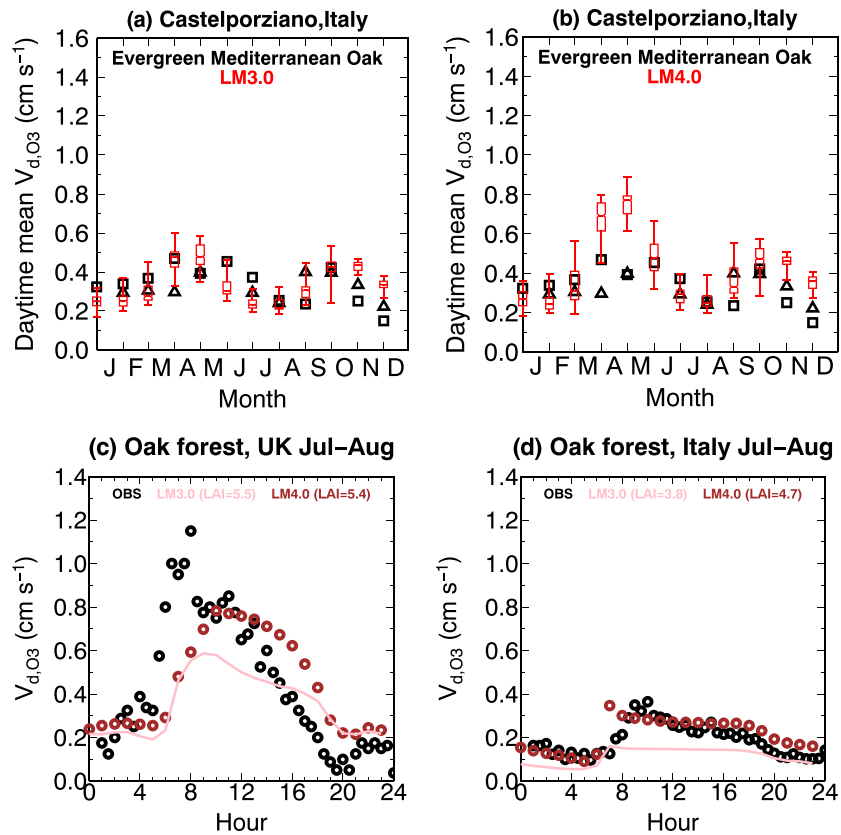 (a) Castelporziano,Italy
Daytime mean Vd,O3 (cm s−1)
1.6
1.4
1.2
1.0
0.8
0.6
0.4
0.2
0.0
Evergreen Mediterranean Oak
LM3.0
J F M A M J J A S O N D
Month
(b) Castelporziano,Italy
Daytime mean Vd,O3 (cm s−1)
1.6
1.4
1.2
1.0
0.8
0.6
0.4
0.2
0.0
Evergreen Mediterranean Oak
LM4.0
J F M A M J J A S O N D
Month
(c) Oak forest, UK Jul−Aug
Vd,O3 (cm s−1)
1.4
1.2
1.0
0.8
0.6
0.4
0.2
0.0
OBS LM3.0 (LAI=5.5) LM4.0 (LAI=5.4)
0 4 8 12 16 20 24
Hour
(d) Oak forest, Italy Jul−Aug
Vd,O3 (cm s−1)
1.4
1.2
1.0
0.8
0.6
0.4
0.2
0.0
OBS LM3.0 (LAI=3.8) LM4.0 (LAI=4.7)
0 4 8 12 16 20 24
Hour